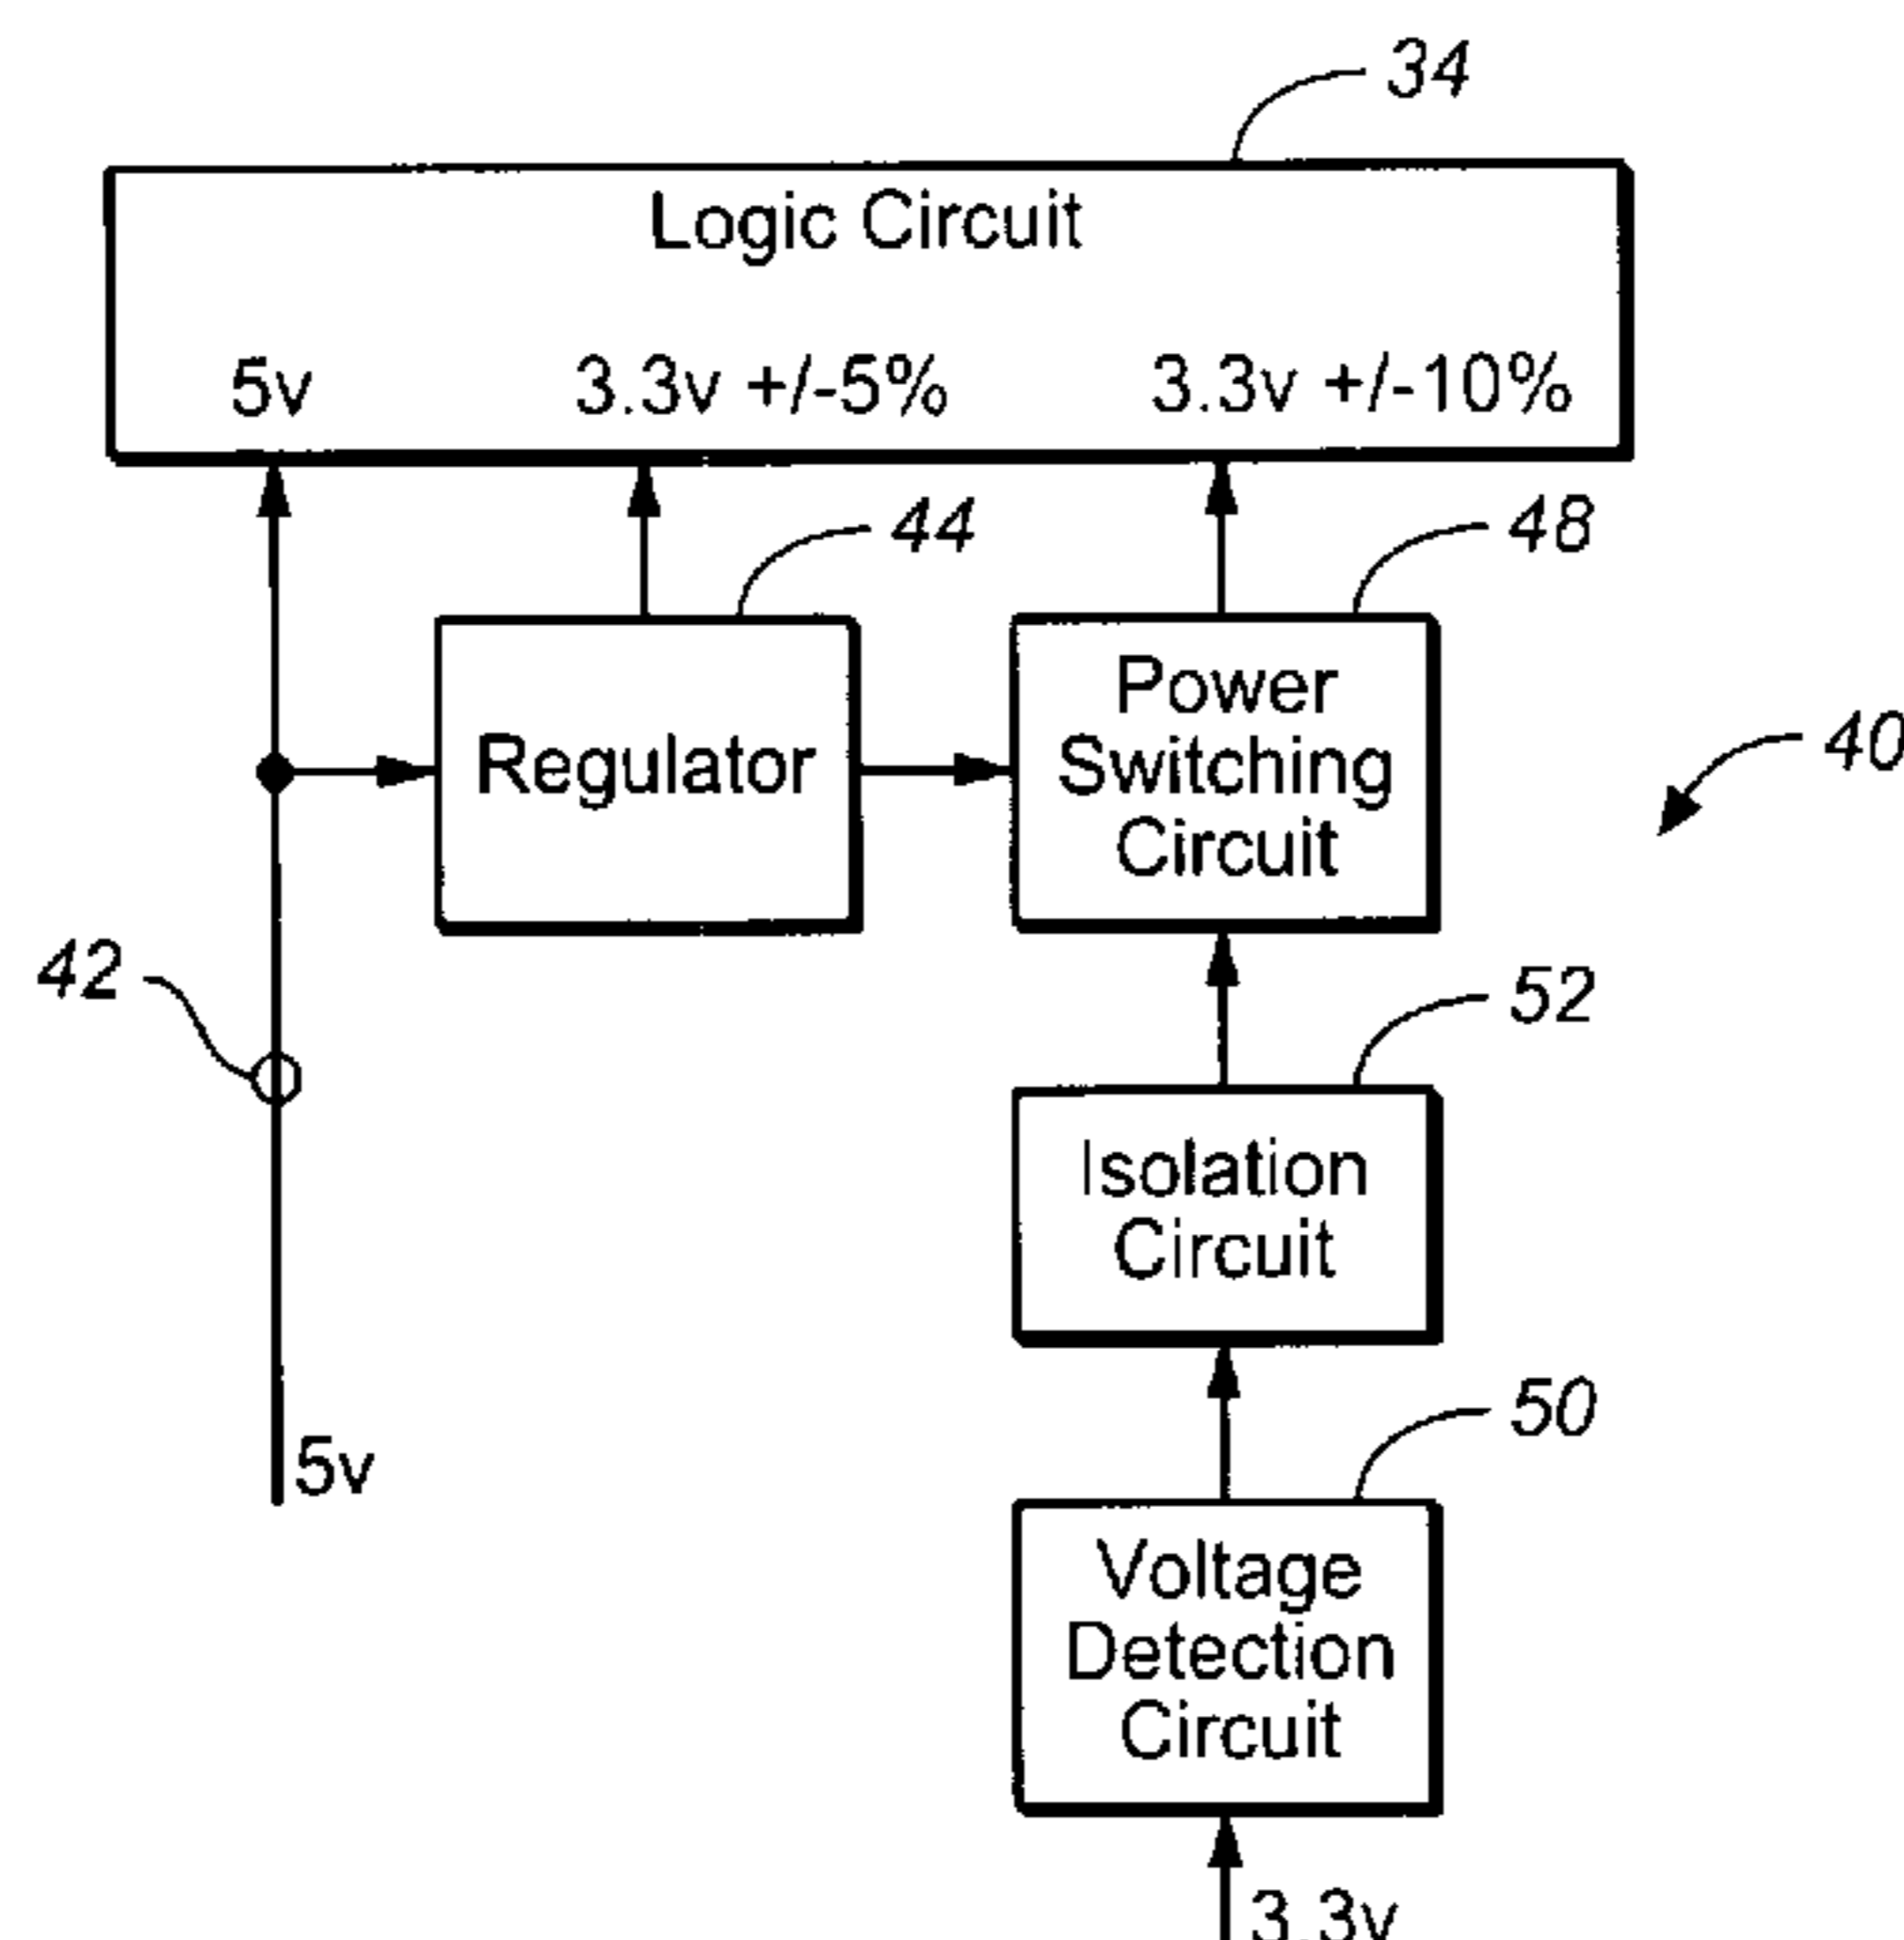 34
Logic Circuit
5v 3.3v +/-5% 3.3v +/-10%
44
48
Regulator
Power
Switching
Circuit
40
42
52
Isolation
Circuit
50
5v
Voltage
Detection
Circuit
3.3v